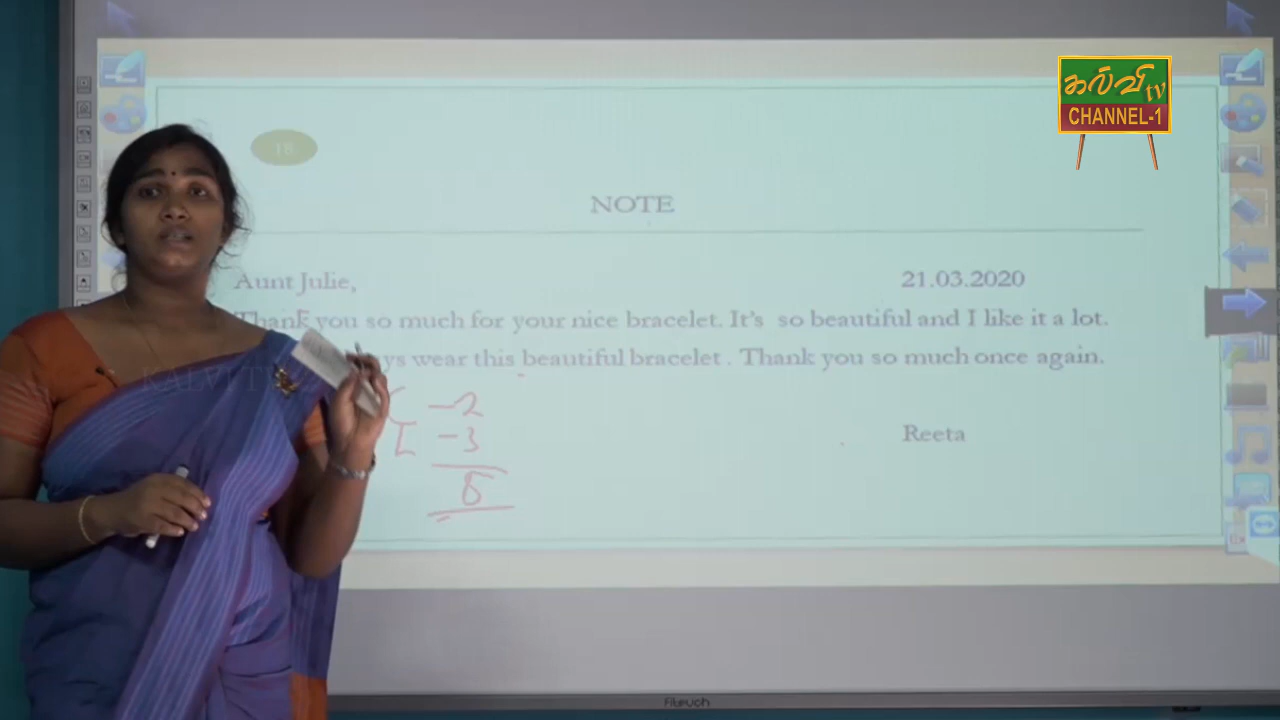 கல்வி tv
CHANNEL-1
18
NOTE
Aunt Julie,
21.03.2020
Thank you so much for your nice bracelet. It's so beautiful and I like it a lot.
wear this beautiful bracelet . Thank you so much once again.
Reeta
KALVI
-2
-3